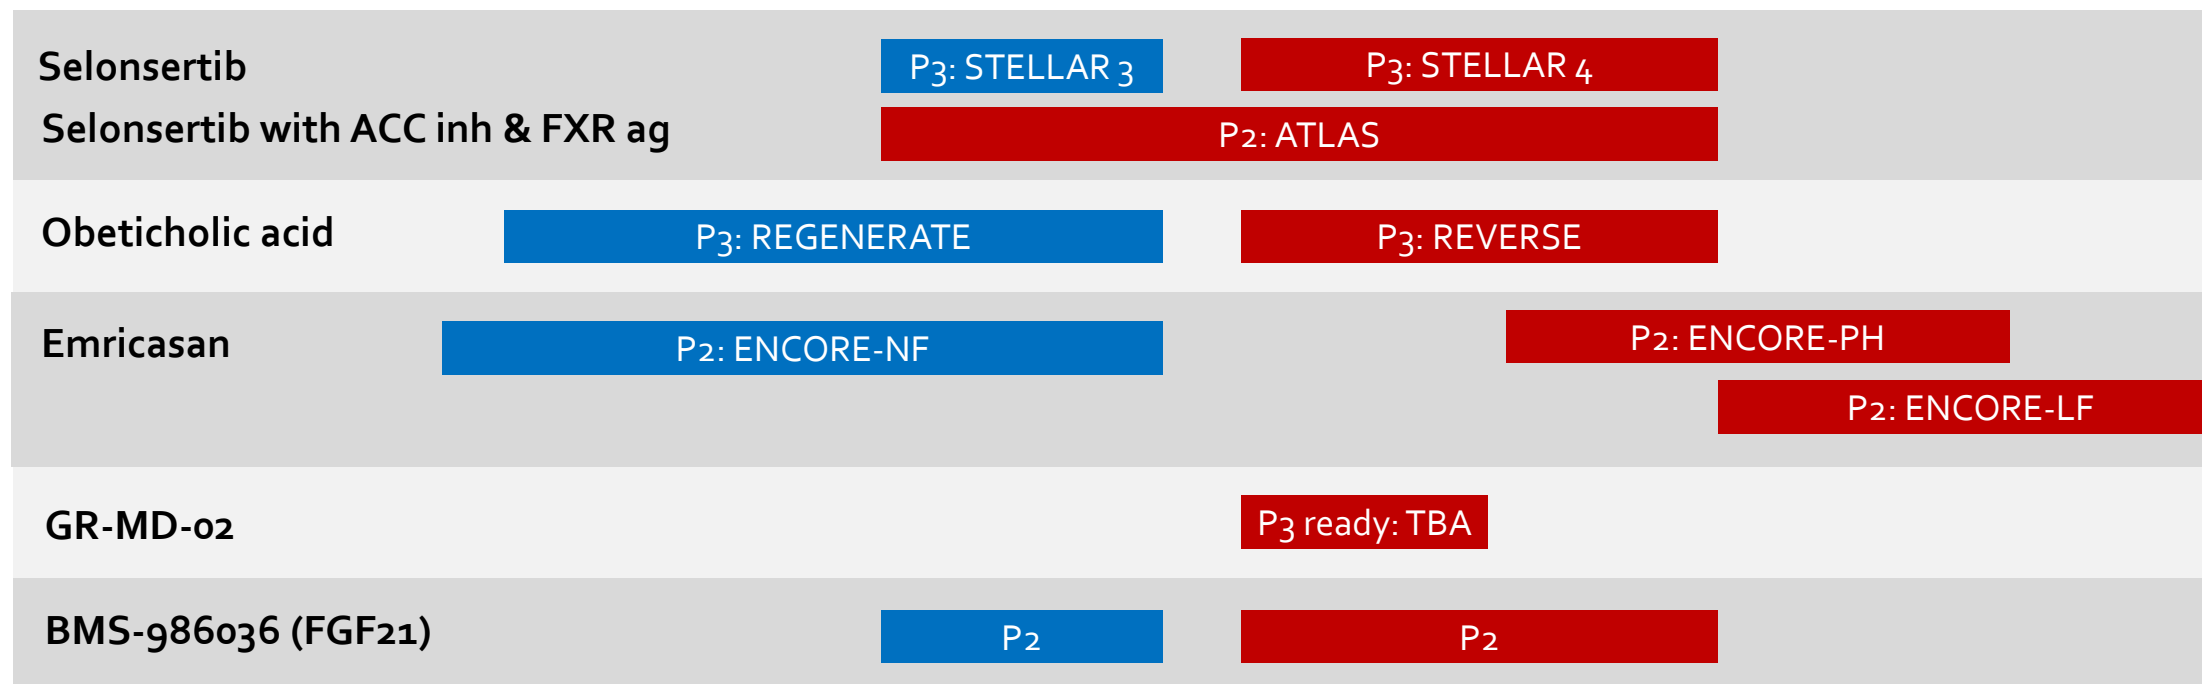 Selonsertib
P3: STELLAR 3
P3: STELLAR 4
Selonsertib with ACC inh & FXR ag
P2: ATLAS
Obeticholic acid
P3: REGENERATE
P3: REVERSE
Emricasan
P2: ENCORE-NF
P2: ENCORE-PH
P2: ENCORE-LF
GR-MD-02
P3 ready: TBA
BMS-986036 (FGF21)
P2
P2